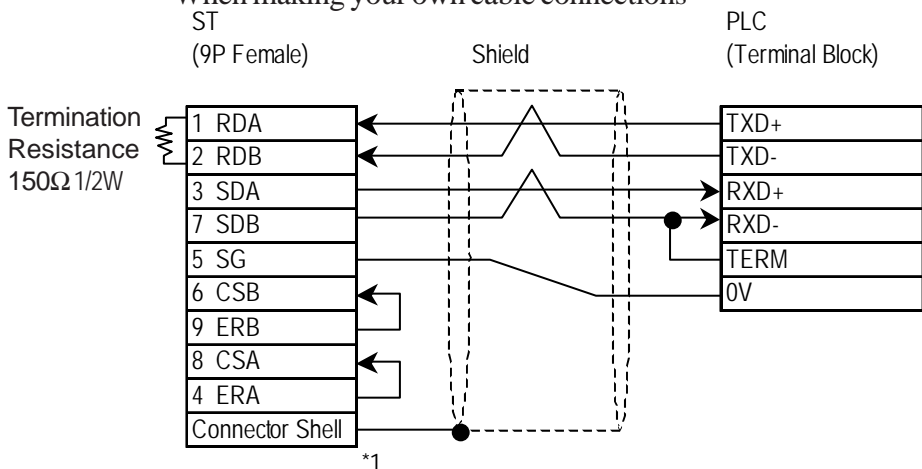 When making your own cable connections
ST
(9P Female)
Shield
PLC
(Terminal Block)
Termination
Resistance
150Ω 1/2W
1 RDA
2 RDB
3 SDA
7 SDB
5 SG
6 CSB
9 ERB
8 CSA
4 ERA
Connector Shell
*1
TXD+
TXD-
RXD+
RXD-
TERM
0V